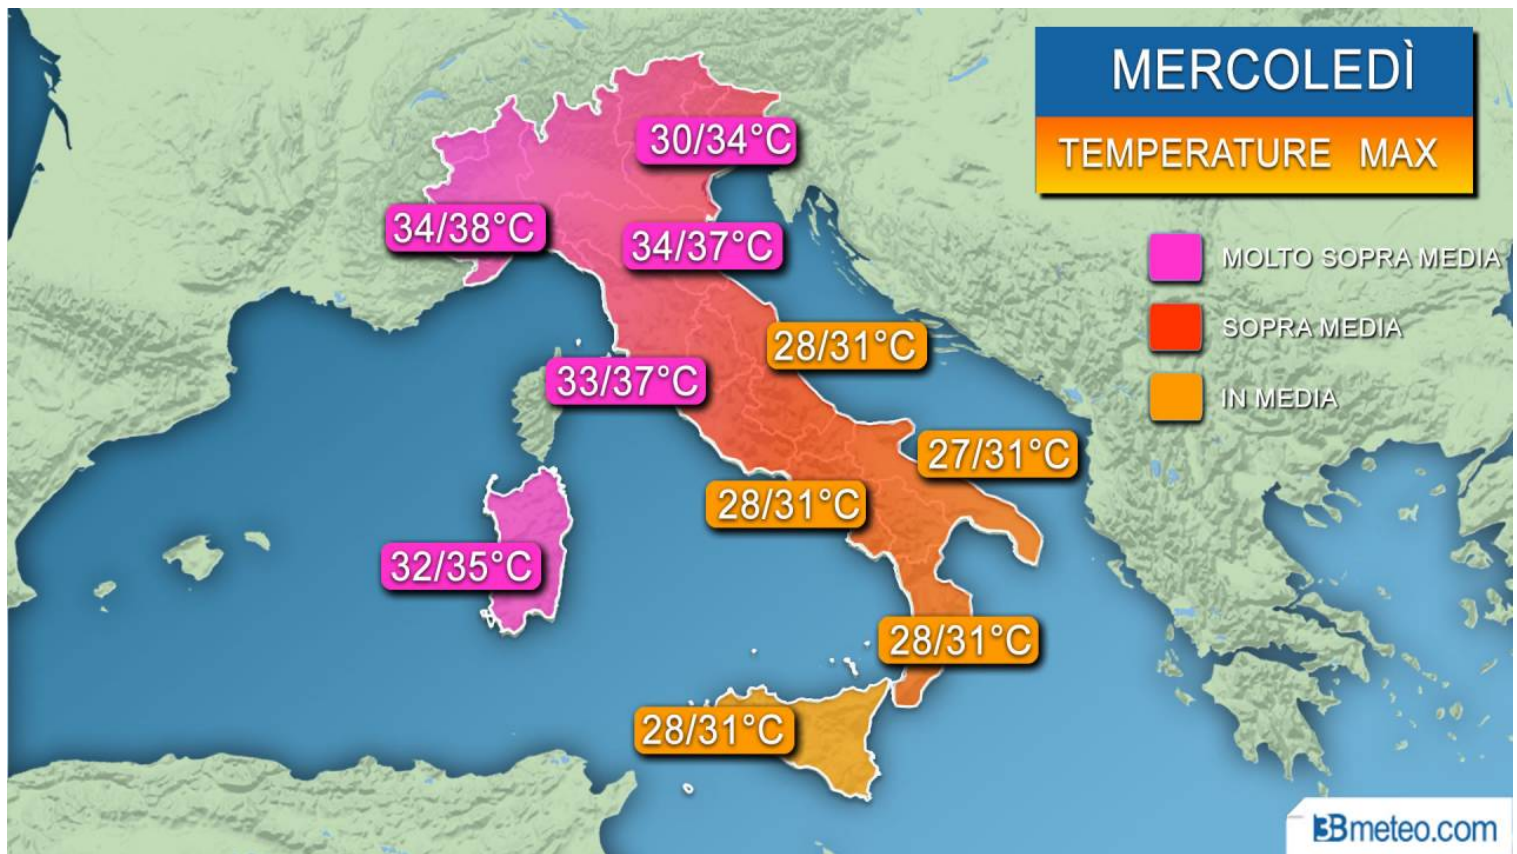 MERCOLEDÌ
TEMPERATURE MAX
30/34°C
34/38°C
34/37°C
MOLTO SOPRA MEDIA
SOPRA MEDIA
28/31°C
33/37°C
IN MEDIA
27/31°C
28/31°C
32/35°C
28/31°C
28/31°C
3Bmeteo.com